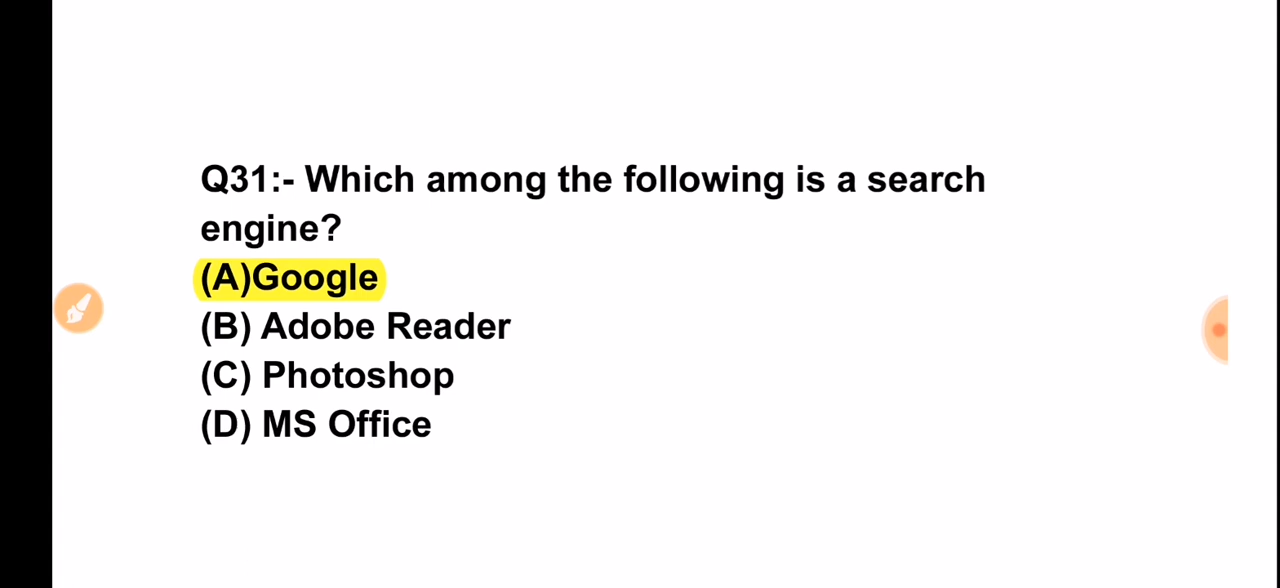 Q31:- Which among the following is a search
engine?
(A)Google
(B) Adobe Reader
(C) Photoshop
(D) MS Office